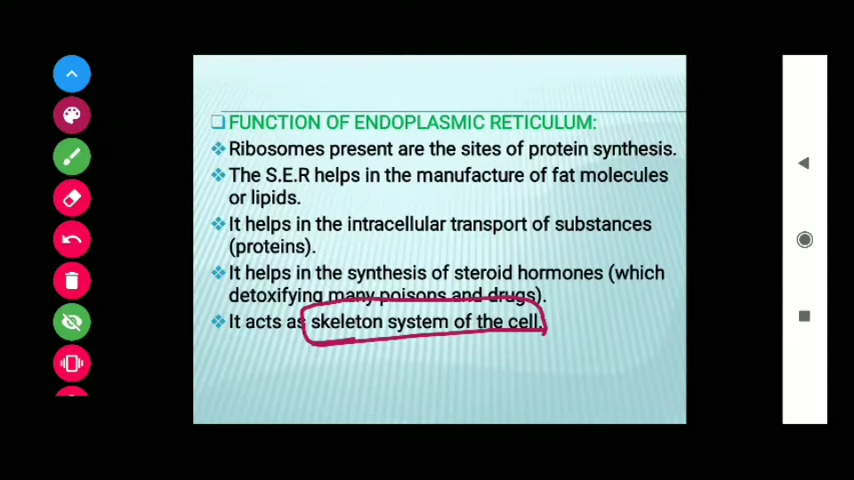 FUNCTION OF ENDOPLASMIC RETICULUM:
Ribosomes present are the sites of protein synthesis.
The S.E.R helps in the manufacture of fat molecules
or lipids.
It helps in the intracellular transport of substances
(proteins).
It helps in the synthesis of steroid hormones (which
detoxifying many poisons and drugs).
It acts as skeleton system of the cell.